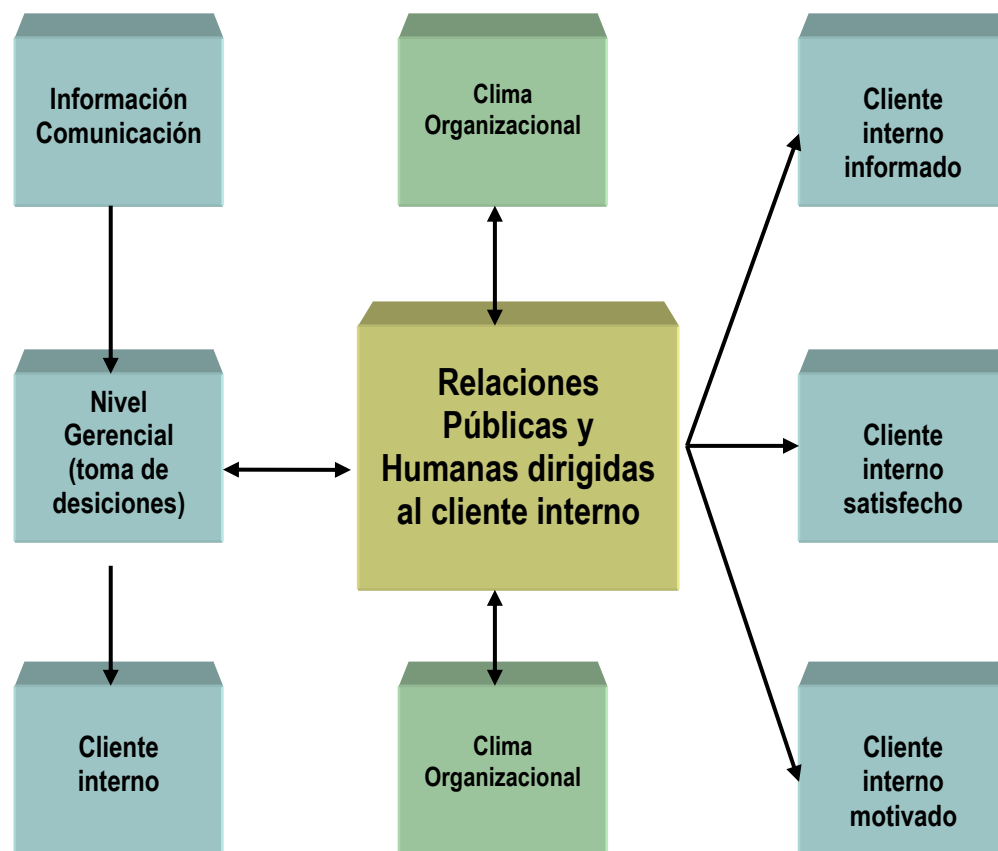 Información
Comunicación
Clima
Organizacional
Cliente
interno
informado
Nivel
Gerencial
(toma de
desiciones)
Relaciones
Públicas y
Humanas dirigidas
al cliente interno
Cliente
interno
satisfecho
Cliente
interno
Clima
Organizacional
Cliente
interno
motivado